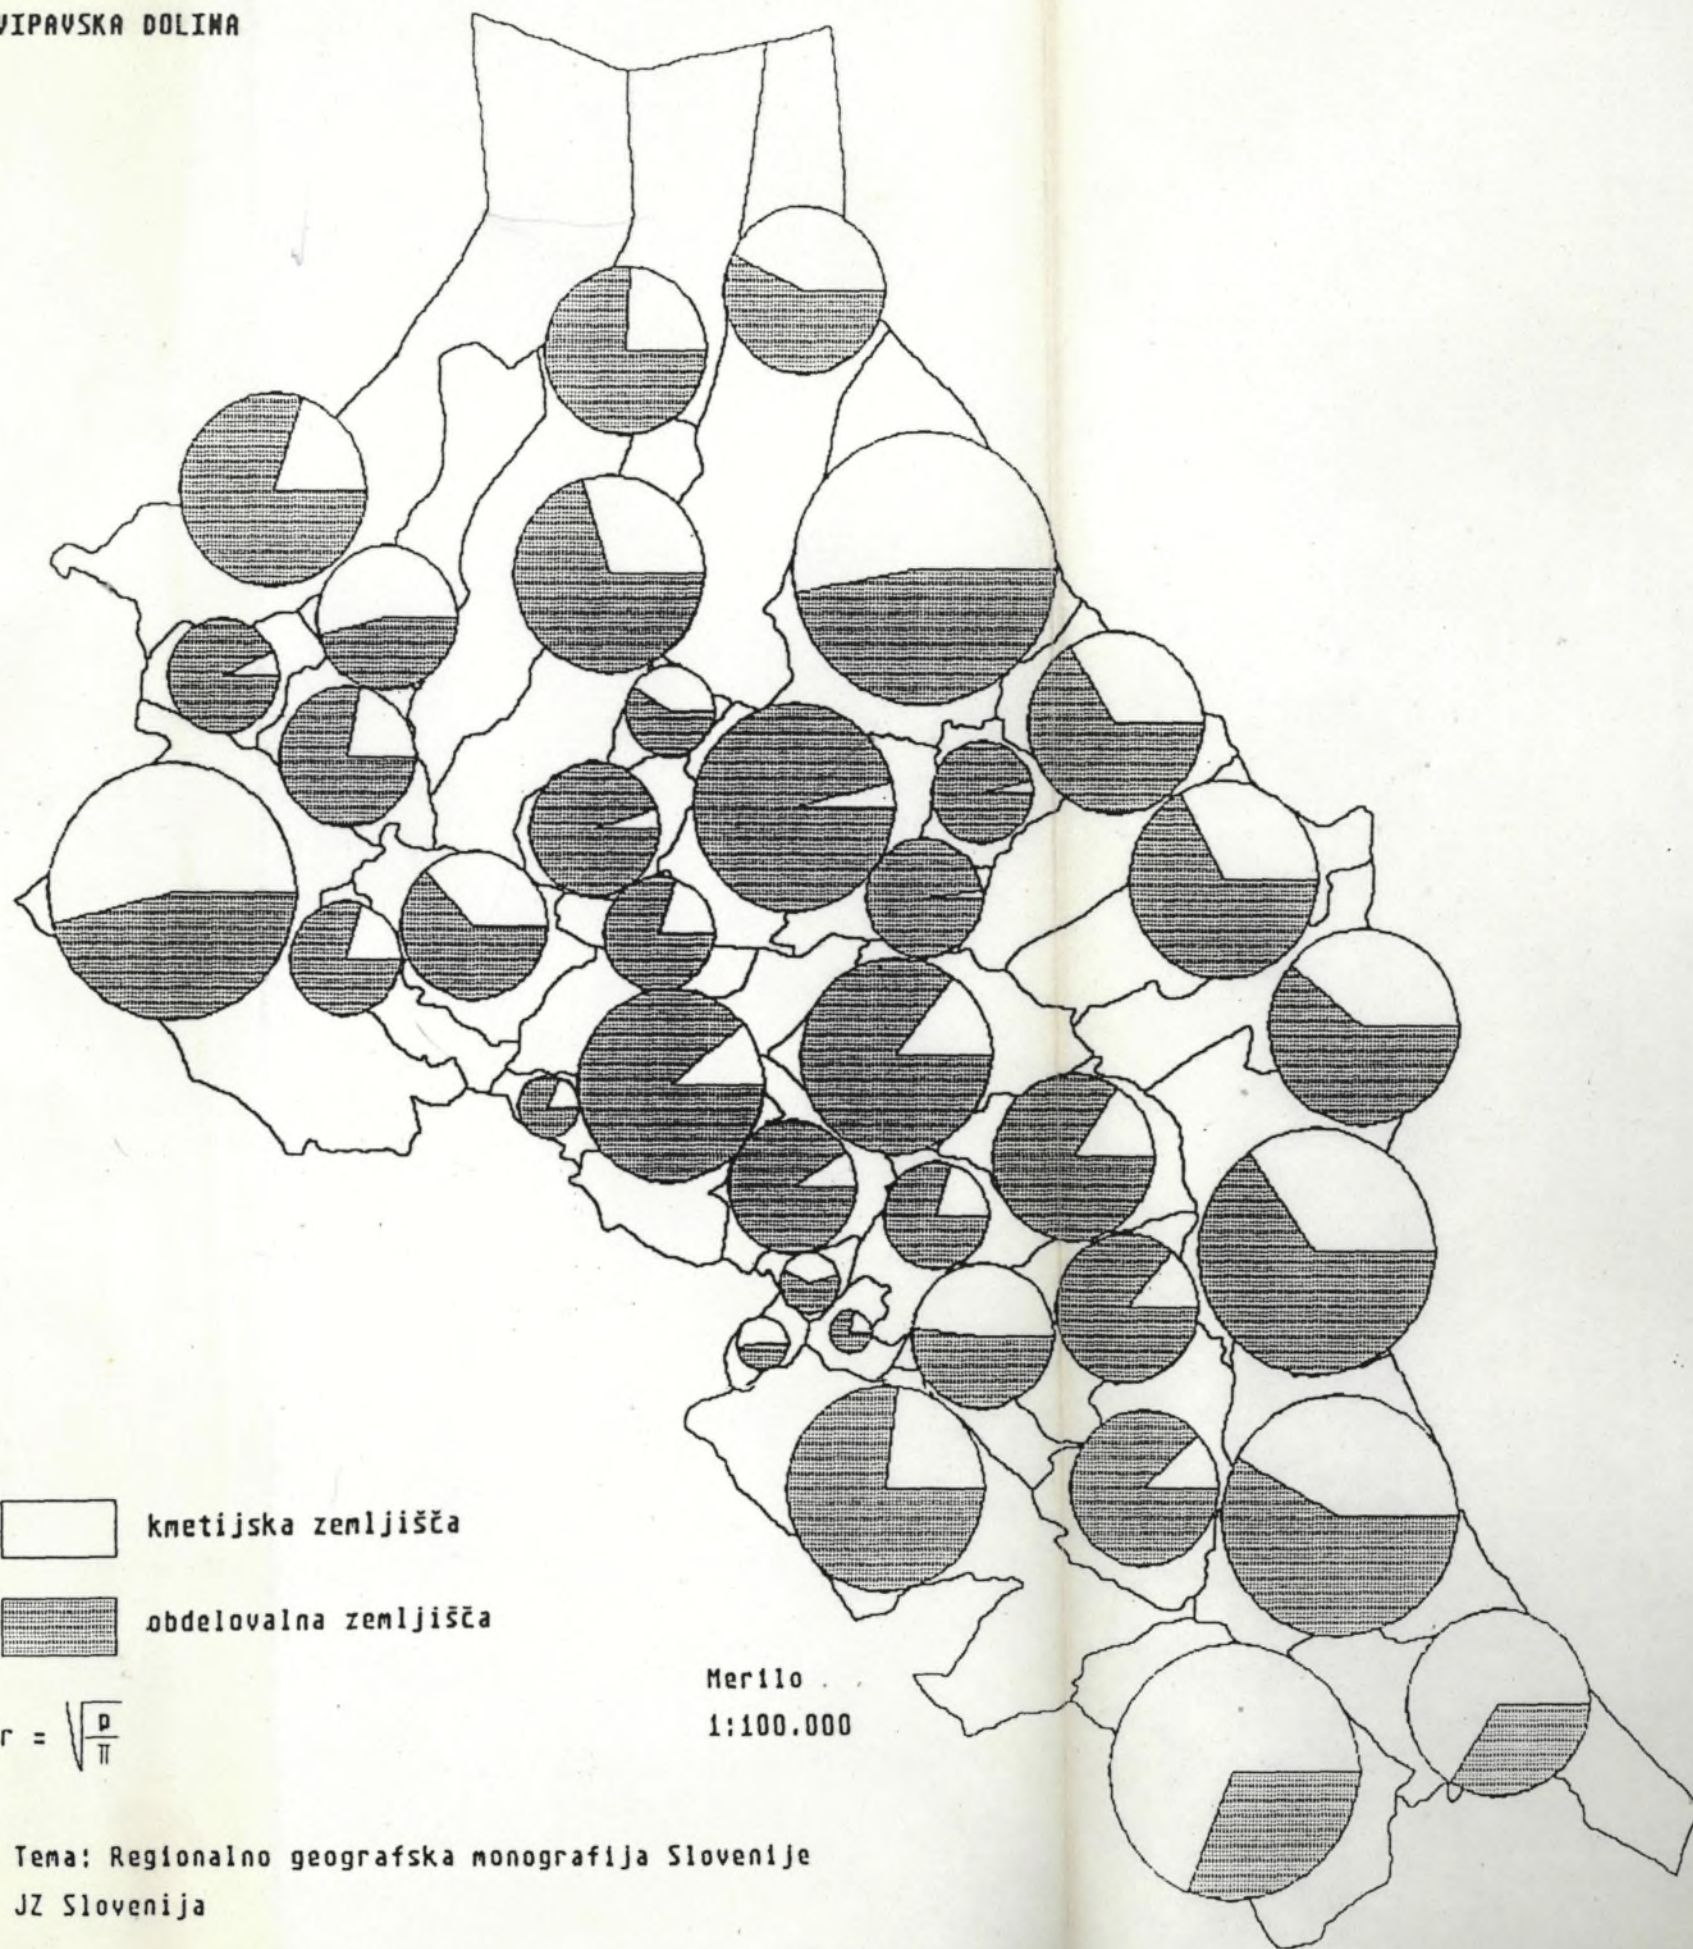 VIPAVSKA DOLINA
kmetijska zemljišča
obdelovalna zemljišča
r = √(p/π)
Merilo
1:100.000
Tema: Regionalno geografska monografija Slovenije
JZ Slovenija